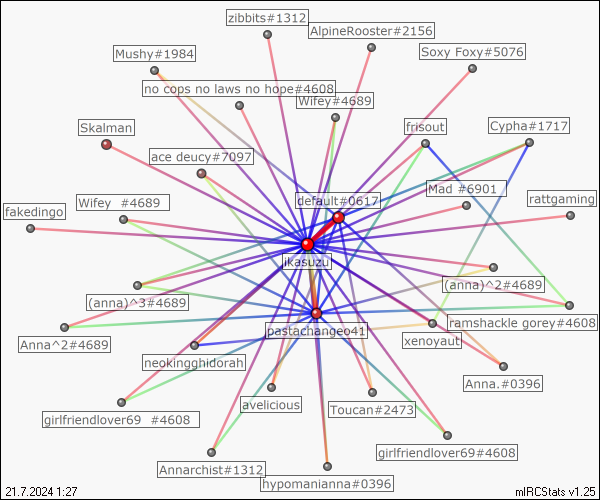 zibbits#1312
AlpineRooster#2156
Mushy#1984
Soxy Foxy#5076
no cops no laws no hope#4608
Wifey#4689
Skalman
frisout
Cypha#1717
ace deucy#7097
Mad #6901
default#0617
rattgaming
Wifey #4689
fakedingo
ikasuzu
(anna)^2#4689
(anna)^3#4689
ramshackle gorey#4608
pastachangeo41
xenoyaut
Anna^2#4689
neokingghidorah
Anna.#0396
avelicious
Toucan#2473
girlfriendlover69 #4608
girlfriendlover69#4608
Annarchist#1312
hypomanianna#0396
21.7.2024 1:27
mIRCStats v1.25